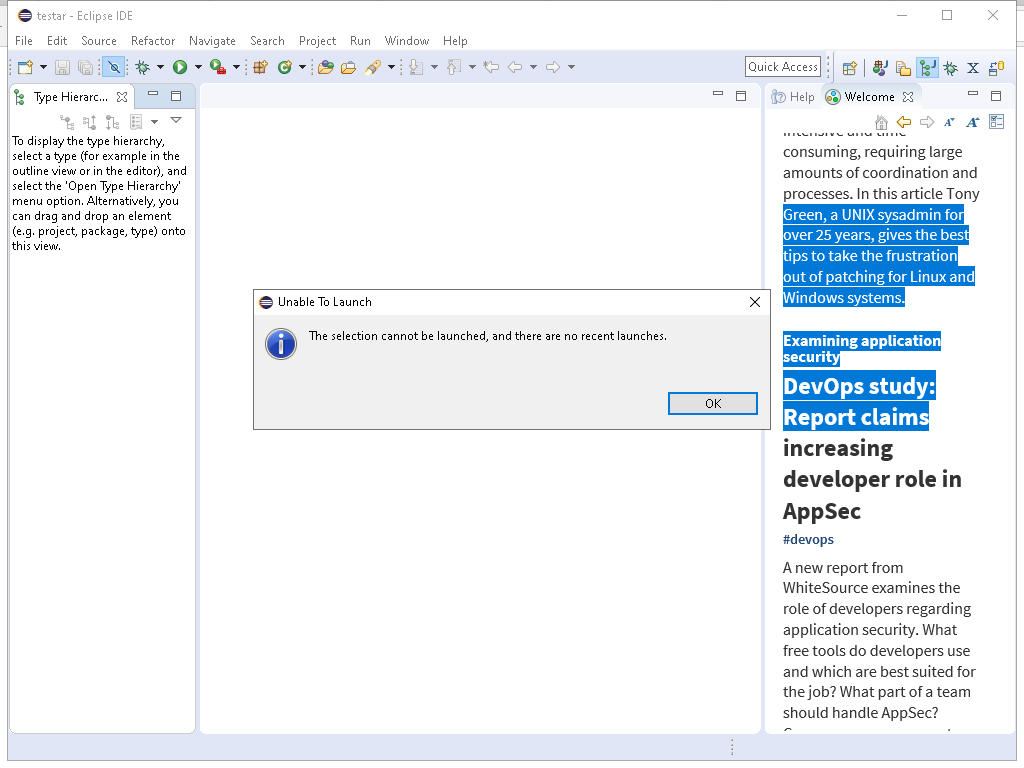 testar - Eclipse IDE
File Edit Source Refactor Navigate Search Project Run Window Help
Quick Access
Type Hierarc...
Help Welcome
To display the type hierarchy,
select a type (for example in the
outline view or in the editor), and
select the 'Open Type Hierarchy'
menu option. Alternatively, you
can drag and drop an element
(e.g. project, package, type) onto
this view.
Unable To Launch
The selection cannot be launched, and there are no recent launches.
OK
intensive and time
consuming, requiring large
amounts of coordination and
processes. In this article Tony
Green, a UNIX sysadmin for
over 25 years, gives the best
tips to take the frustration
out of patching for Linux and
Windows systems.
Examining application
security
DevOps study:
Report claims
increasing
developer role in
AppSec
#devops
A new report from
WhiteSource examines the
role of developers regarding
application security. What
free tools do developers use
and which are best suited for
the job? What part of a team
should handle AppSec?